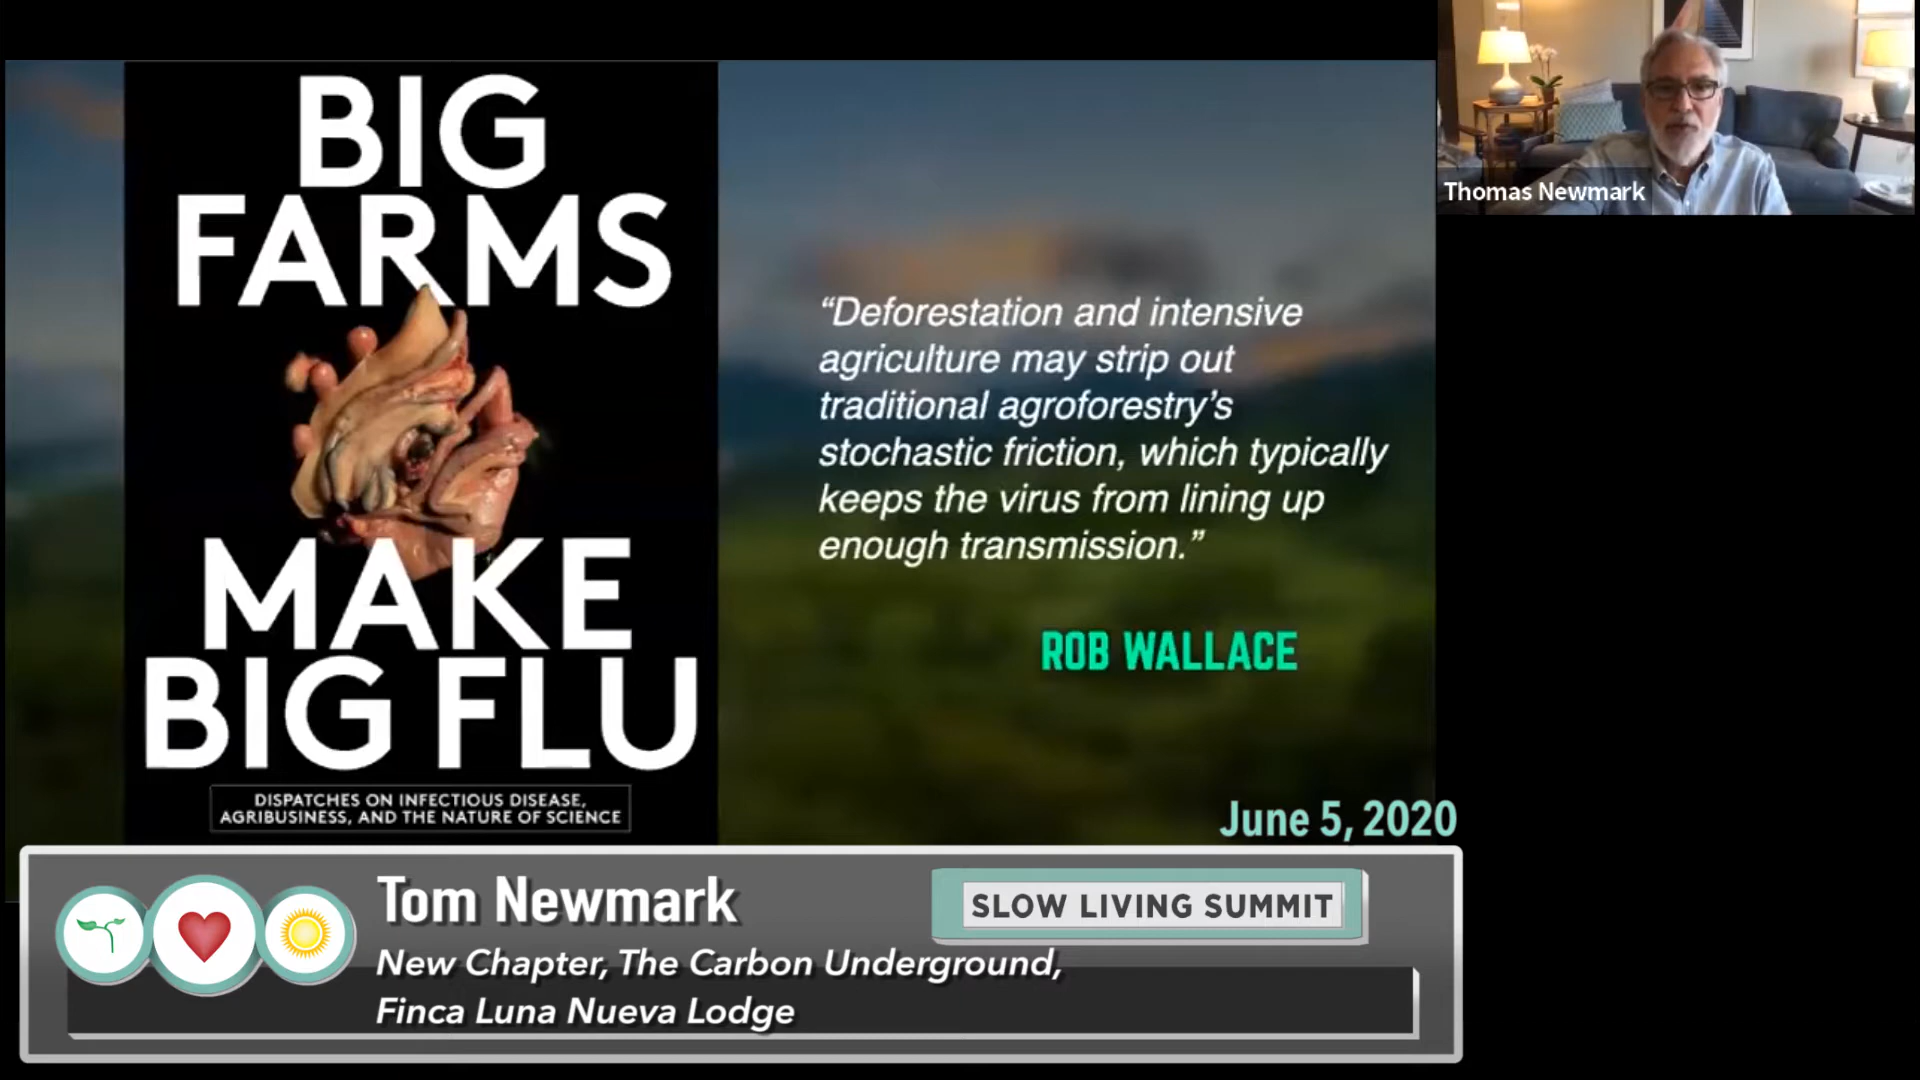 BIG
FARMS
MAKE
BIG FLU
DISPATCHES ON INFECTIOUS DISEASE,
AGRIBUSINESS, AND THE NATURE OF SCIENCE
“Deforestation and intensive
agriculture may strip out
traditional agroforestry’s
stochastic friction, which typically
keeps the virus from lining up
enough transmission.”
ROB WALLACE
Thomas Newmark
June 5, 2020
Tom Newmark
SLOW LIVING SUMMIT
New Chapter, The Carbon Underground,
Finca Luna Nueva Lodge